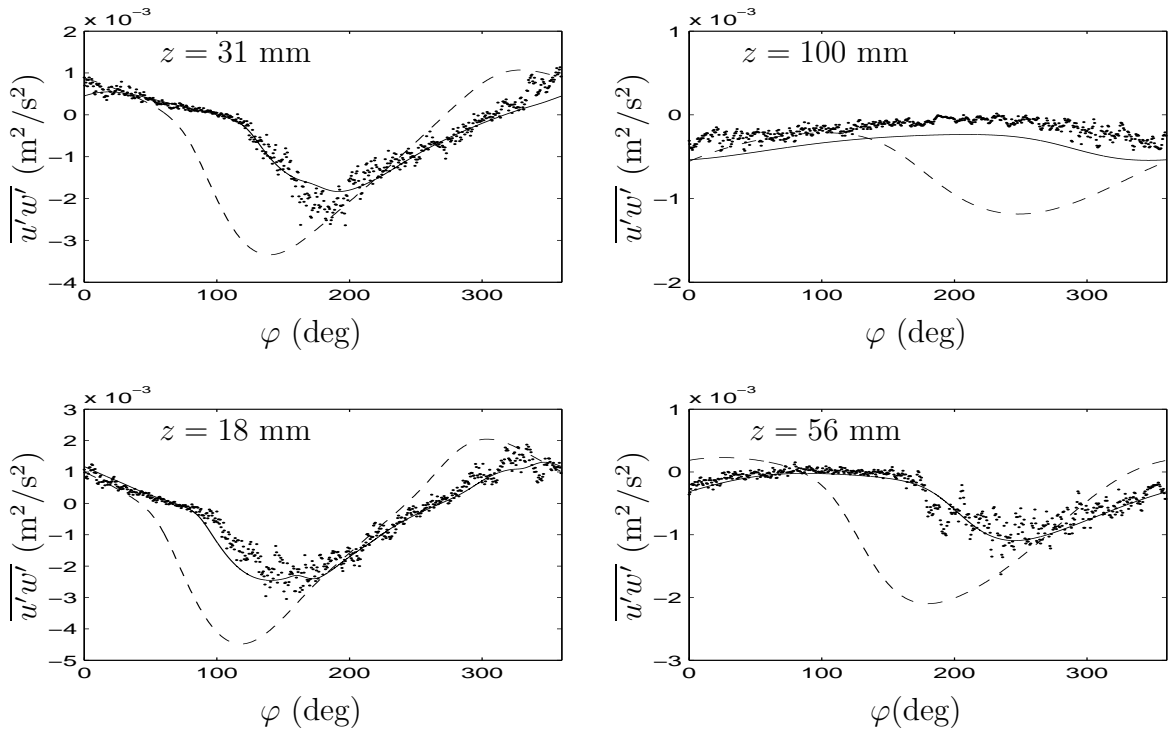 x 10⁻³
z = 31 mm
2
1
0
−1
−2
−3
−4
0 100 200 300
u′w′ (m²/s²)
φ (deg)
x 10⁻³
z = 100 mm
1
0
−1
−2
0 100 200 300
u′w′ (m²/s²)
φ (deg)
x 10⁻³
z = 18 mm
3
2
1
0
−1
−2
−3
−4
−5
0 100 200 300
u′w′ (m²/s²)
φ (deg)
x 10⁻³
z = 56 mm
1
0
−1
−2
−3
0 100 200 300
u′w′ (m²/s²)
φ(deg)